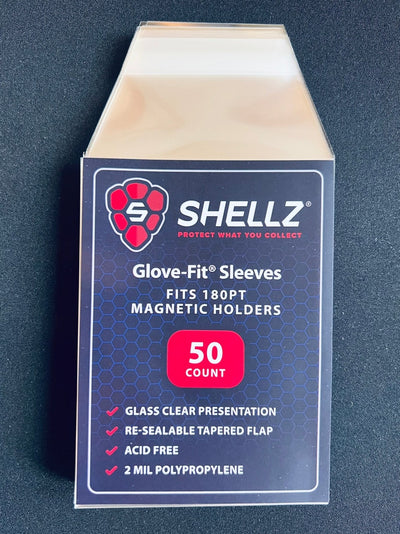 S
SHELLZ®
PROTECT WHAT YOU COLLECT
Glove-Fit® Sleeves
FITS 180PT
MAGNETIC HOLDERS
50
COUNT
GLASS CLEAR PRESENTATION
RE-SEALABLE TAPERED FLAP
ACID FREE
2 MIL POLYPROPYLENE